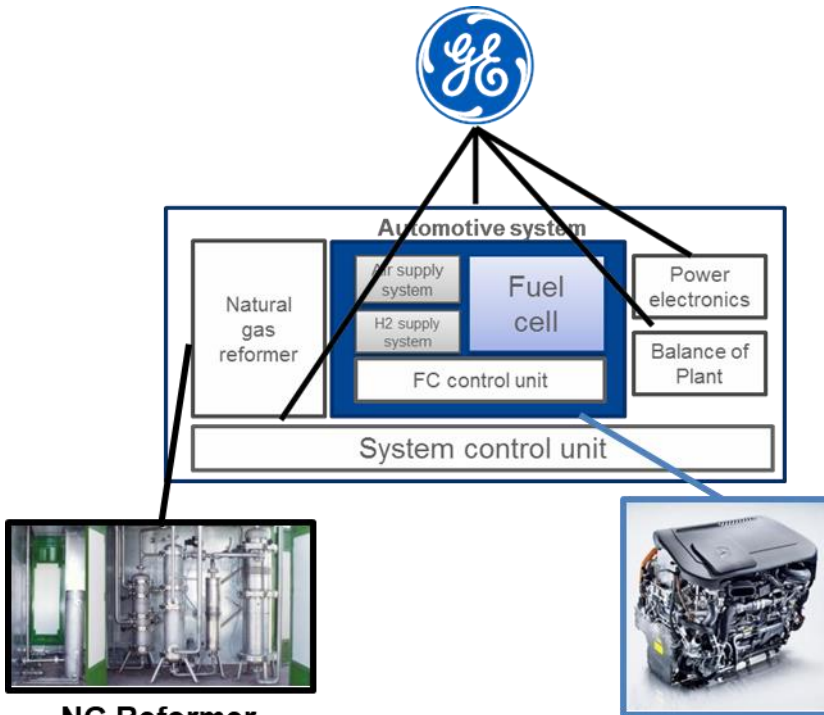 GE
Automotive system
Natural
gas
reformer
Air supply
system
H2 supply
system
Fuel
cell
FC control unit
Power
electronics
Balance of
Plant
System control unit
NG Reformer